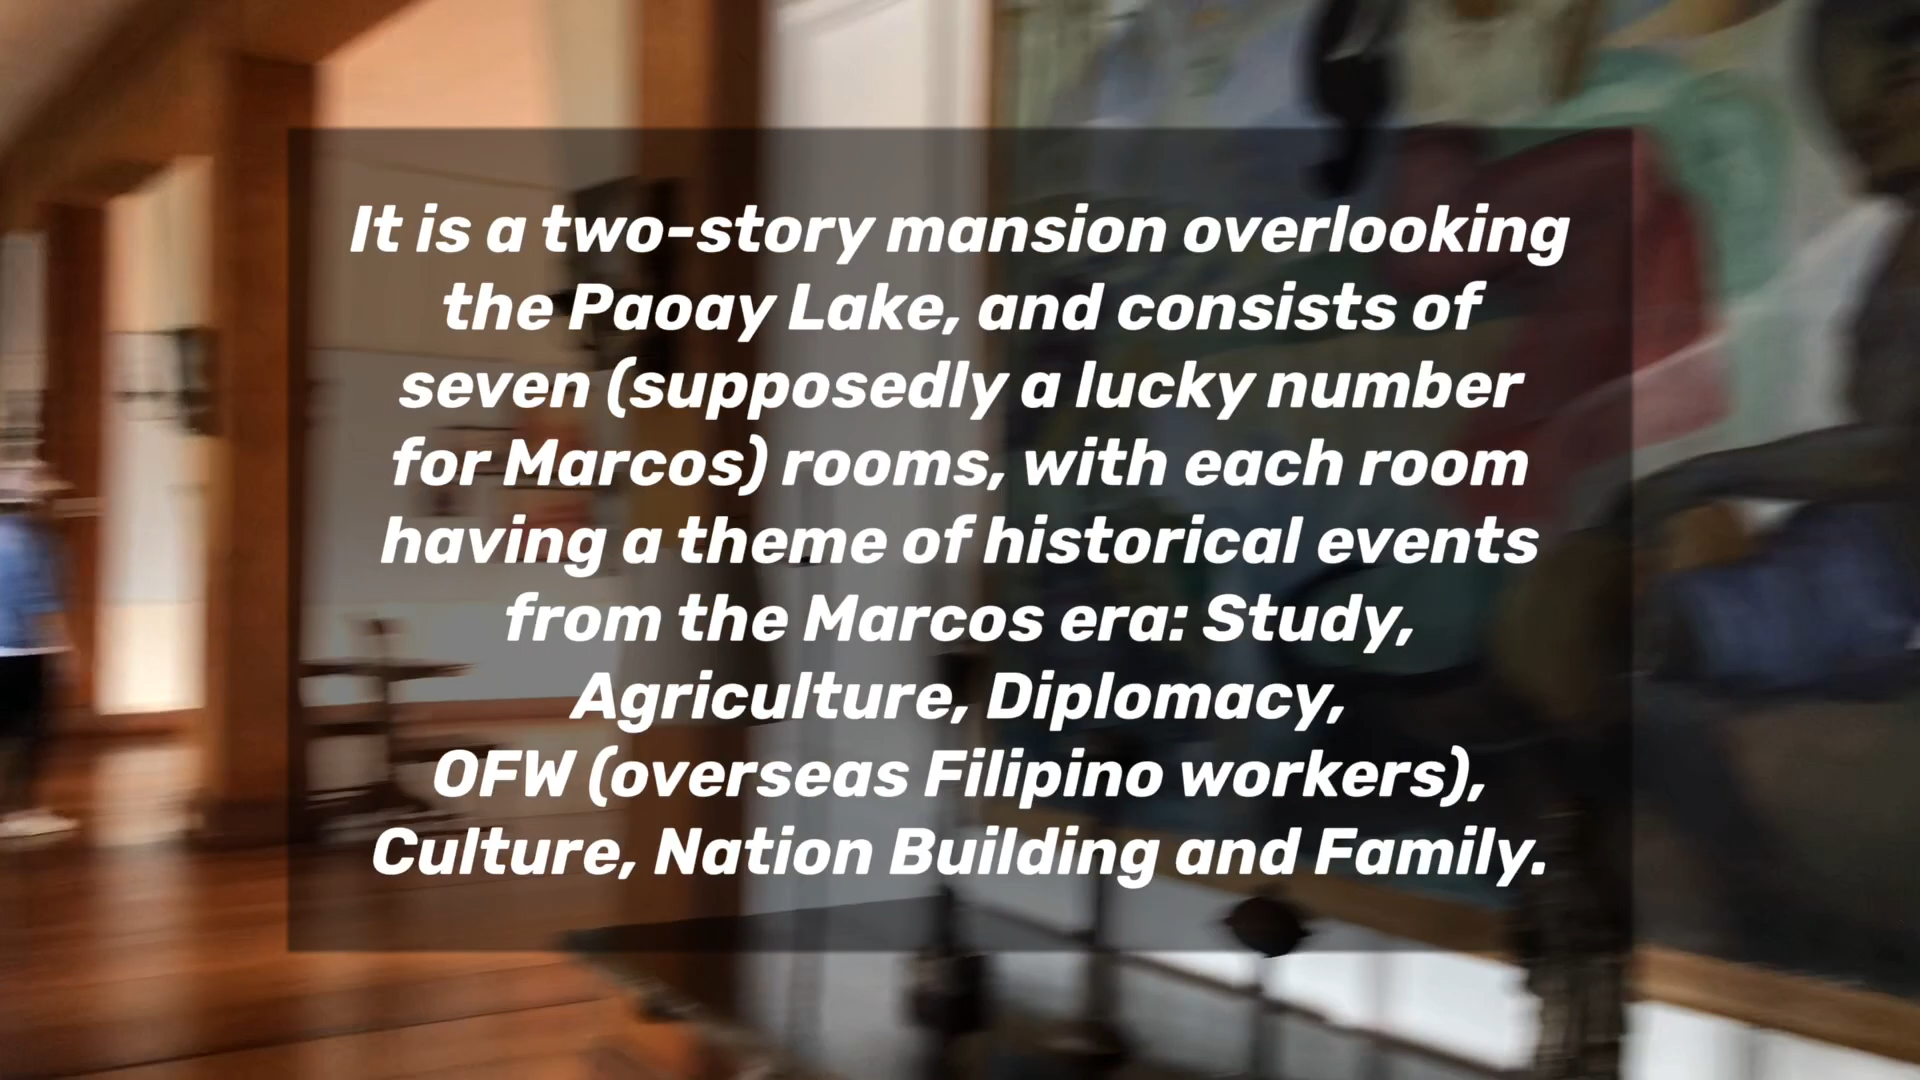 It is a two-story mansion overlooking
the Paoay Lake, and consists of
seven (supposedly a lucky number
for Marcos) rooms, with each room
having a theme of historical events
from the Marcos era: Study,
Agriculture, Diplomacy,
OFW (overseas Filipino workers),
Culture, Nation Building and Family.